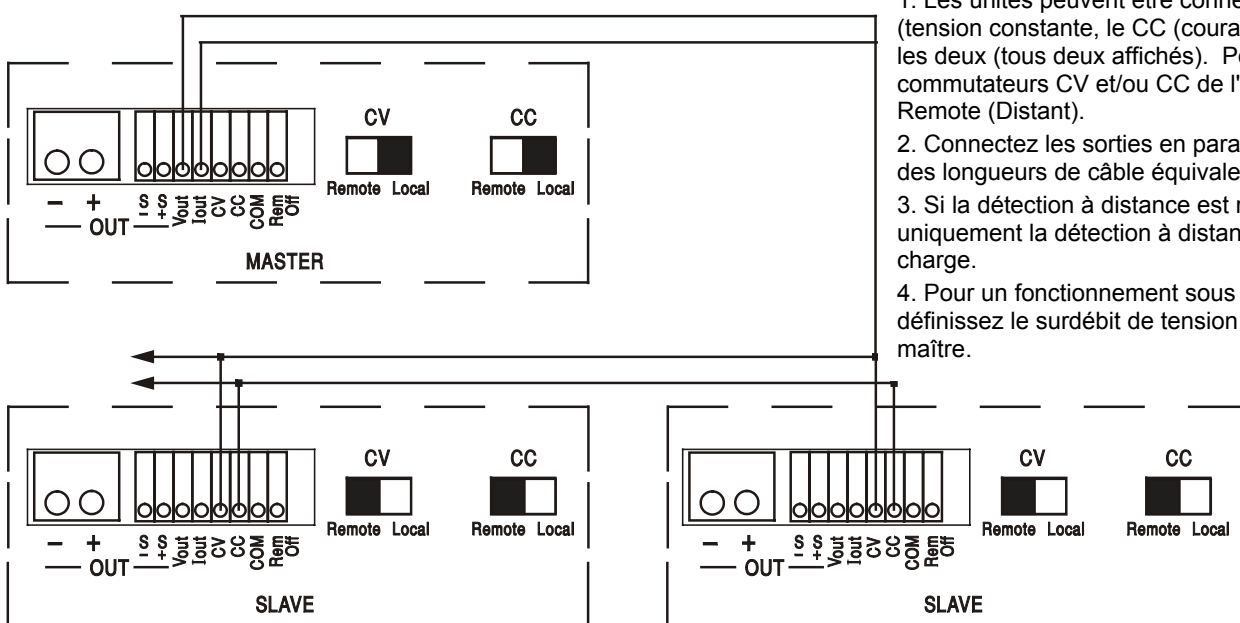 1. Les unités peuvent être conne
(tension constante, le CC (coura
les deux (tous deux affichés). P
commutateurs CV et/ou CC de l'
Remote (Distant).
2. Connectez les sorties en para
des longueurs de câble équivale
3. Si la détection à distance est
uniquement la détection à distan
charge.
4. Pour un fonctionnement sous
définissez le surdébit de tension
maître.
CV CC
Remote Local Remote Local
− + S− S+ Vout Iout CV CC COM Rem Off
OUT
MASTER
CV CC
Remote Local Remote Local
− + S− S+ Vout Iout CV CC COM Rem Off
OUT
SLAVE
CV CC
Remote Local Remote Local
− + S− S+ Vout Iout CV CC COM Rem Off
OUT
SLAVE